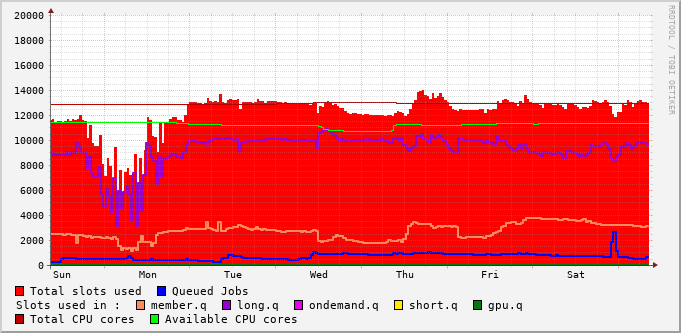 20000
18000
16000
14000
12000
10000
8000
6000
4000
2000
0
Sun Mon Tue Wed Thu Fri Sat
RRDTOOL / TOBI OETIKER
Total slots used Queued Jobs
Slots used in : member.q long.q ondemand.q short.q gpu.q
Total CPU cores Available CPU cores